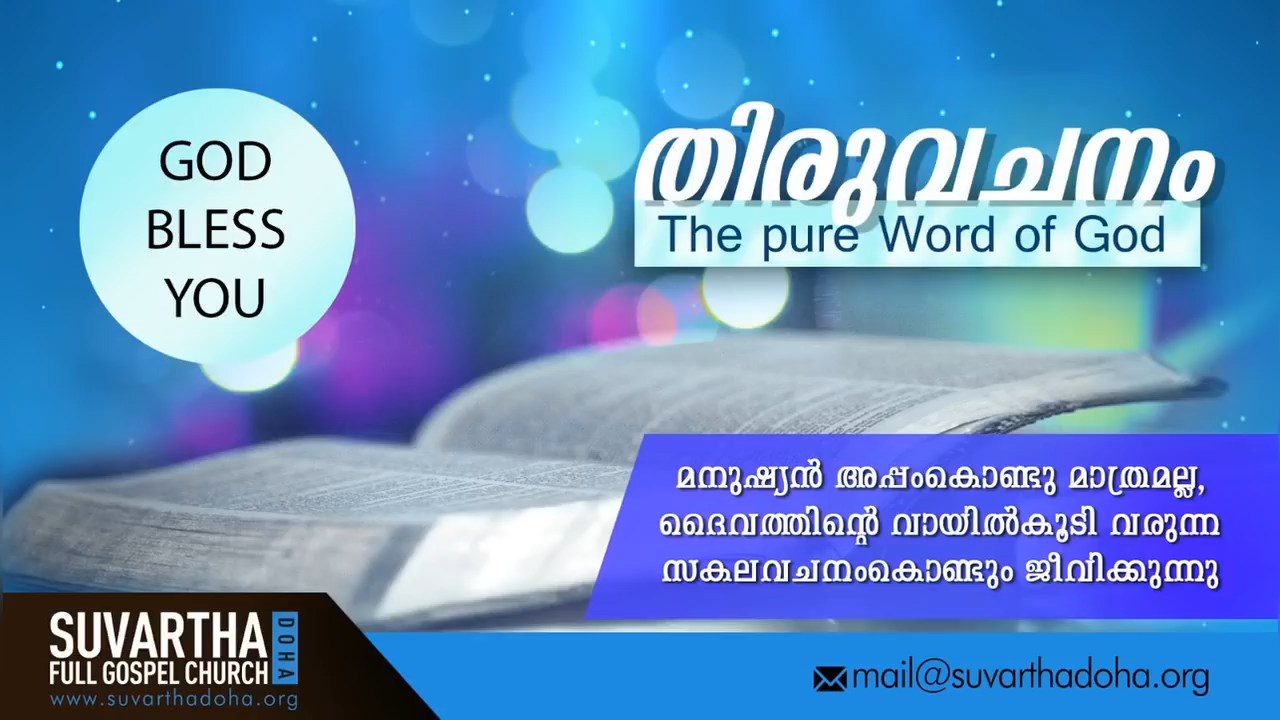 GOD
BLESS
YOU
തിരുവചനം
The pure Word of God
മനുഷ്യൻ അപ്പംകൊണ്ടു മാത്രമല്ല,
ദൈവത്തിന്റെ വായിൽകൂടി വരുന്ന
സകലവചനംകൊണ്ടും ജീവിക്കുന്നു
SUVARTHA DOHA
FULL GOSPEL CHURCH
www.suvarthadoha.org
mail@suvarthadoha.org